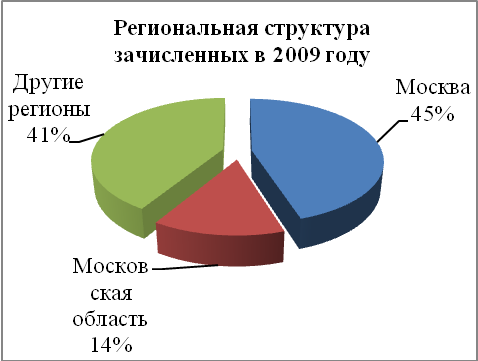 Региональная структура
зачисленных в 2009 году
Другие
регионы
41%
Москва
45%
Москов
ская
область
14%